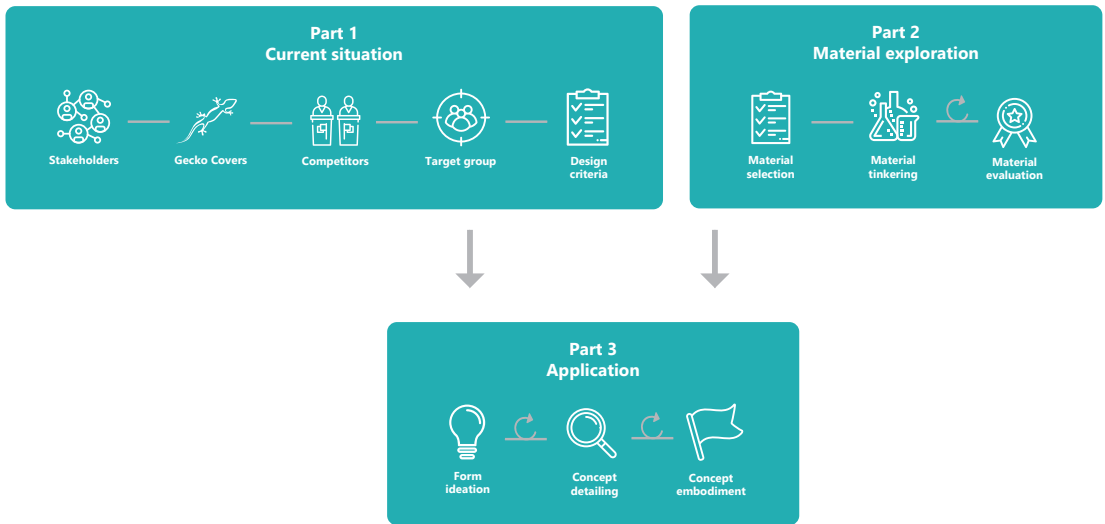 Part 1
Current situation
Stakeholders
Gecko Covers
Competitors
Target group
Design
criteria
Part 2
Material exploration
Material
selection
Material
tinkering
Material
evaluation
Part 3
Application
Form
ideation
Concept
detailing
Concept
embodiment